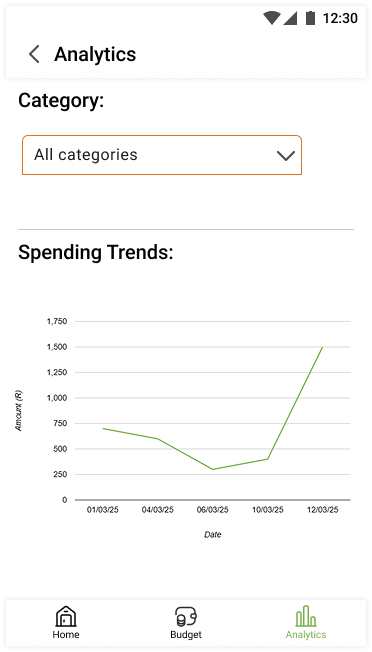 12:30
Analytics
Category:
All categories
Spending Trends:
1,750
1,500
1,250
1,000
750
500
250
0
Amount (R)
01/03/25 04/03/25 06/03/25 10/03/25 12/03/25
Date
Home Budget Analytics